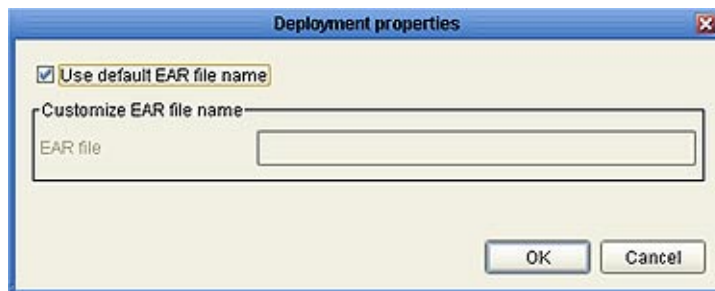 Deployment properties
Use default EAR file name
Customize EAR file name
EAR file
OK
Cancel